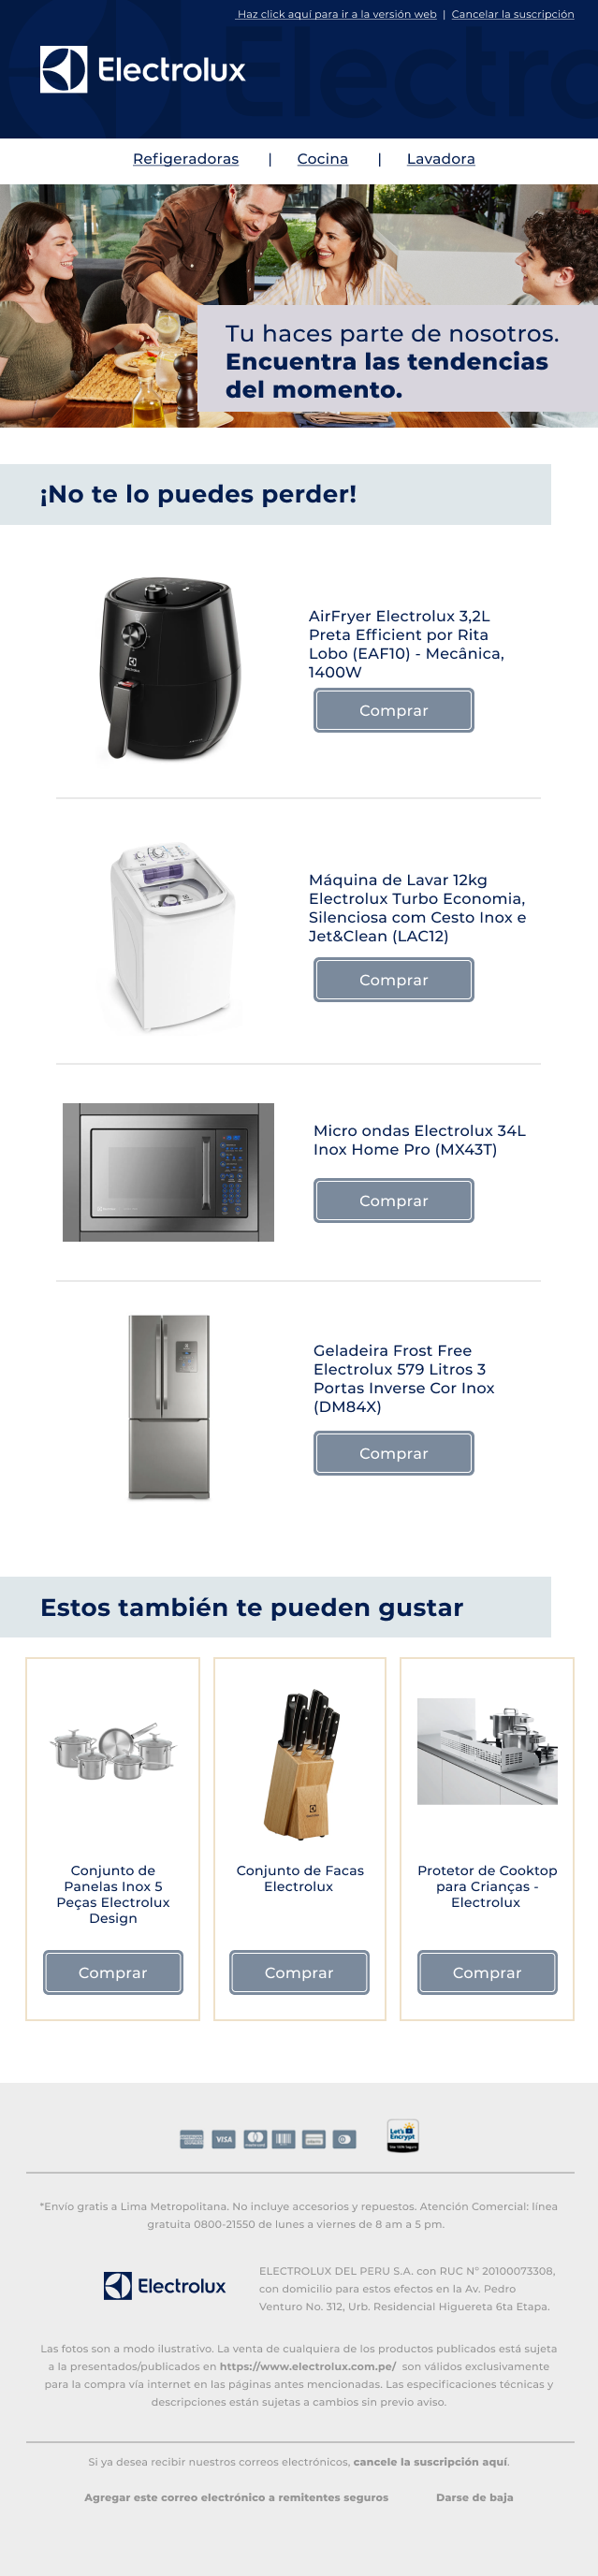 Haz click aquí para ir a la versión web | Cancelar la suscripción
Electrolux
Refigeradoras | Cocina | Lavadora
Tu haces parte de nosotros.
Encuentra las tendencias
del momento.
¡No te lo puedes perder!
AirFryer Electrolux 3,2L
Preta Efficient por Rita
Lobo (EAF10) - Mecânica,
1400W
Comprar
Máquina de Lavar 12kg
Electrolux Turbo Economia,
Silenciosa com Cesto Inox e
Jet&Clean (LAC12)
Comprar
Micro ondas Electrolux 34L
Inox Home Pro (MX43T)
Comprar
Geladeira Frost Free
Electrolux 579 Litros 3
Portas Inverse Cor Inox
(DM84X)
Comprar
Estos también te pueden gustar
Conjunto de
Panelas Inox 5
Peças Electrolux
Design
Comprar
Conjunto de Facas
Electrolux
Comprar
Protetor de Cooktop
para Crianças -
Electrolux
Comprar
VISA
Let's
Encrypt
*Envío gratis a Lima Metropolitana. No incluye accesorios y repuestos. Atención Comercial: línea
gratuita 0800-21550 de lunes a viernes de 8 am a 5 pm.
Electrolux
ELECTROLUX DEL PERU S.A. con RUC N° 20100073308,
con domicilio para estos efectos en la Av. Pedro
Venturo No. 312, Urb. Residencial Higuereta 6ta Etapa.
Las fotos son a modo ilustrativo. La venta de cualquiera de los productos publicados está sujeta
a la presentados/publicados en https://www.electrolux.com.pe/ son válidos exclusivamente
para la compra vía internet en las páginas antes mencionadas. Las especificaciones técnicas y
descripciones están sujetas a cambios sin previo aviso.
Si ya desea recibir nuestros correos electrónicos, cancele la suscripción aquí.
Agregar este correo electrónico a remitentes seguros Darse de baja